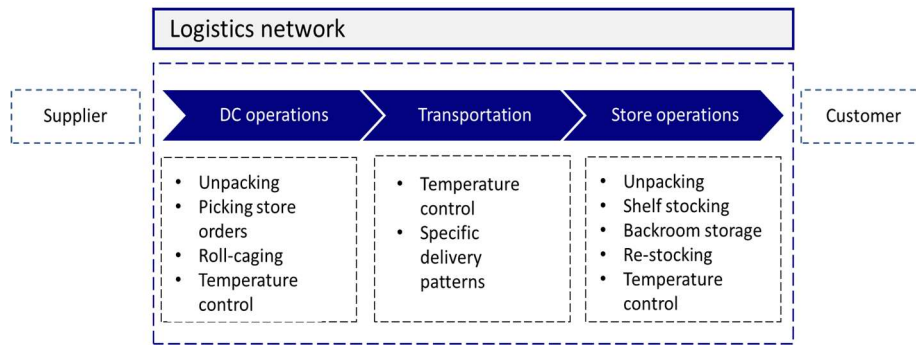 Logistics network
Supplier
DC operations
Transportation
Store operations
Customer
• Unpacking
• Picking store
orders
• Roll-caging
• Temperature
control
• Temperature
control
• Specific
delivery
patterns
• Unpacking
• Shelf stocking
• Backroom storage
• Re-stocking
• Temperature
control